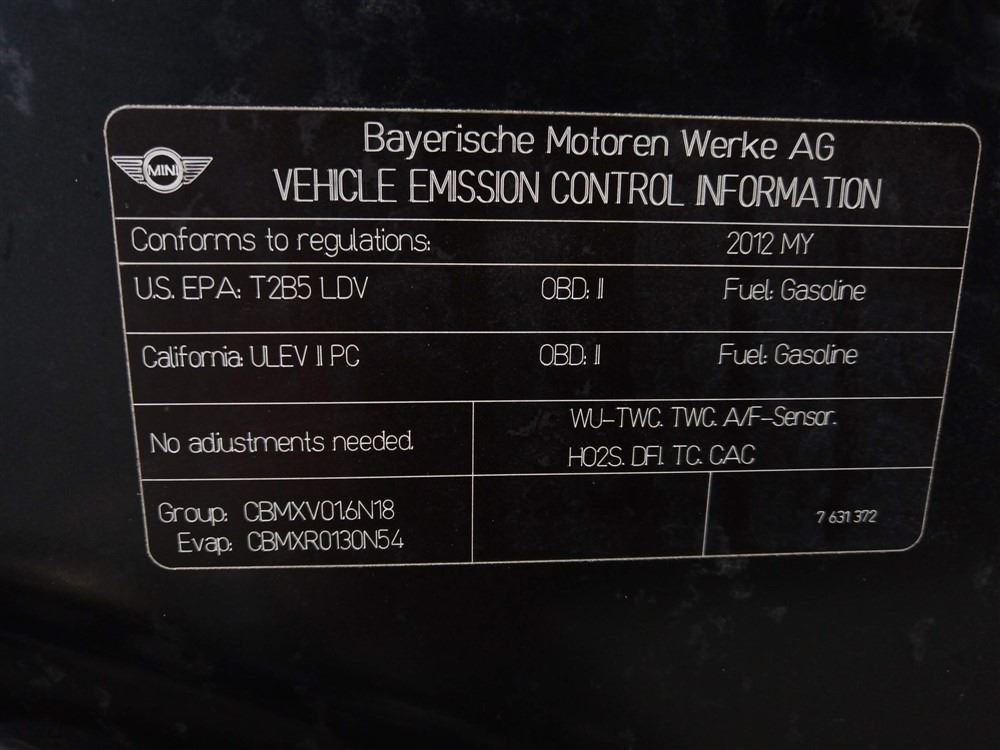 Bayerische Motoren Werke AG
MINI
VEHICLE EMISSION CONTROL INFORMATION
Conforms to regulations: 2012 MY
U.S. EPA: T2B5 LDV OBD: II Fuel: Gasoline
California: ULEV II PC OBD: II Fuel: Gasoline
No adjustments needed.
WU-TWC. TWC. A/F-Sensor.
HO2S. DFI. TC. CAC
Group: CBMXV01.6N18
Evap: CBMXR0130N54
7 631 372